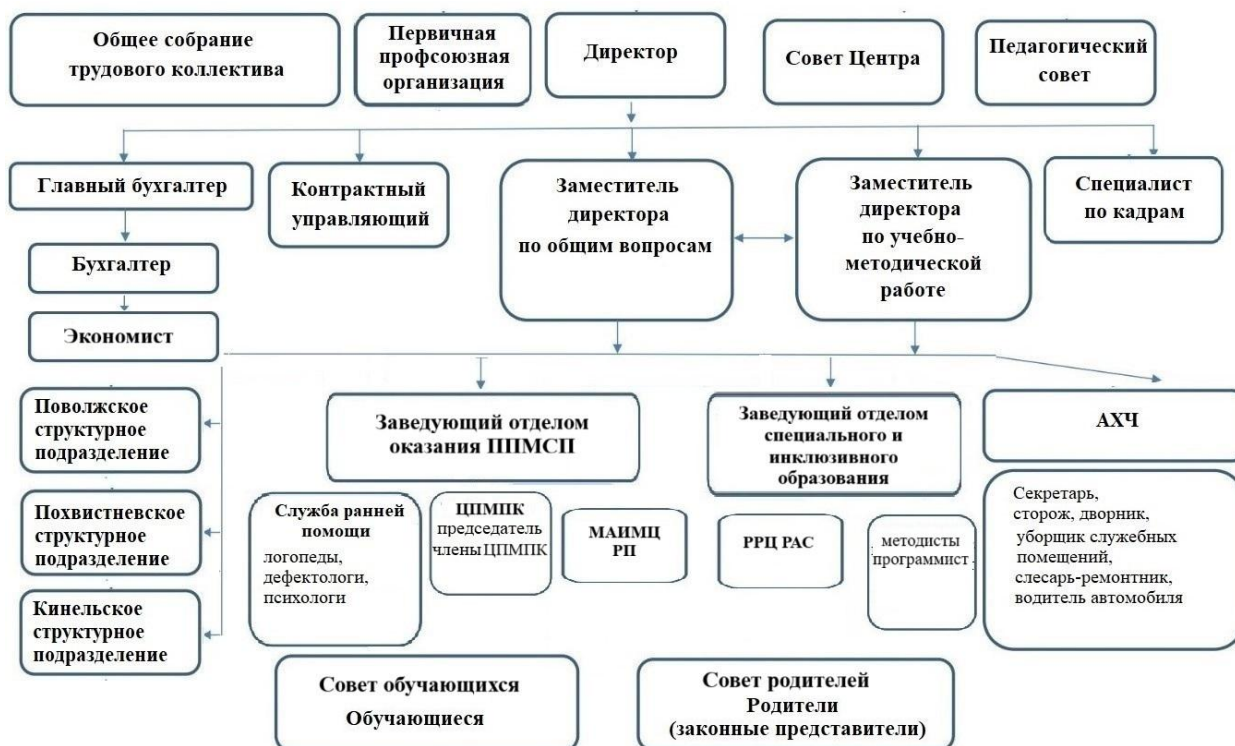 Общее собрание
трудового коллектива
Первичная
профсоюзная
организация
Директор
Совет Центра
Педагогический
совет
Главный бухгалтер
Контрактный
управляющий
Заместитель
директора
по общим вопросам
Заместитель
директора
по учебно-
методической
работе
Специалист
по кадрам
Бухгалтер
Экономист
Поволжское
структурное
подразделение
Похвистневское
структурное
подразделение
Кинельское
структурное
подразделение
Заведующий отделом
оказания ППМСП
Заведующий отделом
специального и
инклюзивного
образования
АХЧ
Служба ранней
помощи
логопеды,
дефектологи,
психологи
ЦПМПК
председатель
члены ЦПМПК
МАИМЦ
РП
РРЦ РАС
методисты
программист
Секретарь,
сторож, дворник,
уборщик служебных
помещений,
слесарь-ремонтник,
водитель автомобиля
Совет обучающихся
Обучающиеся
Совет родителей
Родители
(законные представители)